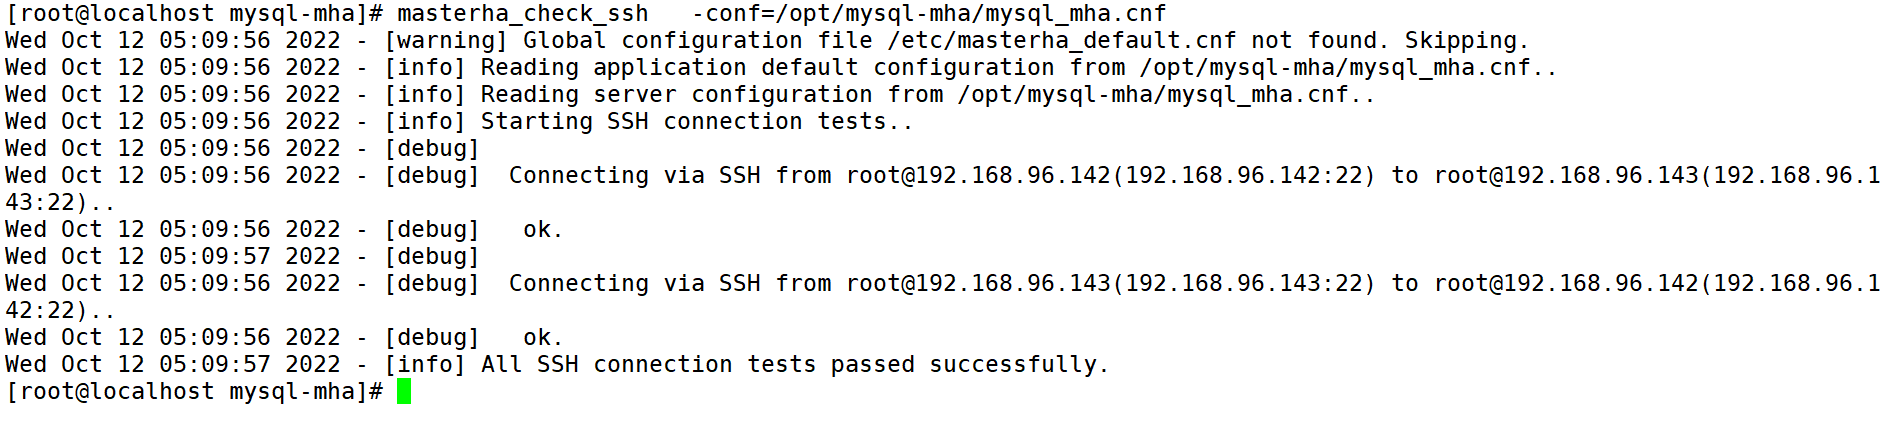 [root@localhost mysql-mha]# masterha_check_ssh   -conf=/opt/mysql-mha/mysql_mha.cnf
Wed Oct 12 05:09:56 2022 - [warning] Global configuration file /etc/masterha_default.cnf not found. Skipping.
Wed Oct 12 05:09:56 2022 - [info] Reading application default configuration from /opt/mysql-mha/mysql_mha.cnf..
Wed Oct 12 05:09:56 2022 - [info] Reading server configuration from /opt/mysql-mha/mysql_mha.cnf..
Wed Oct 12 05:09:56 2022 - [info] Starting SSH connection tests..
Wed Oct 12 05:09:56 2022 - [debug]
Wed Oct 12 05:09:56 2022 - [debug]  Connecting via SSH from root@192.168.96.142(192.168.96.142:22) to root@192.168.96.143(192.168.96.1
43:22)..
Wed Oct 12 05:09:56 2022 - [debug]   ok.
Wed Oct 12 05:09:57 2022 - [debug]
Wed Oct 12 05:09:56 2022 - [debug]  Connecting via SSH from root@192.168.96.143(192.168.96.143:22) to root@192.168.96.142(192.168.96.1
42:22)..
Wed Oct 12 05:09:56 2022 - [debug]   ok.
Wed Oct 12 05:09:57 2022 - [info] All SSH connection tests passed successfully.
[root@localhost mysql-mha]#